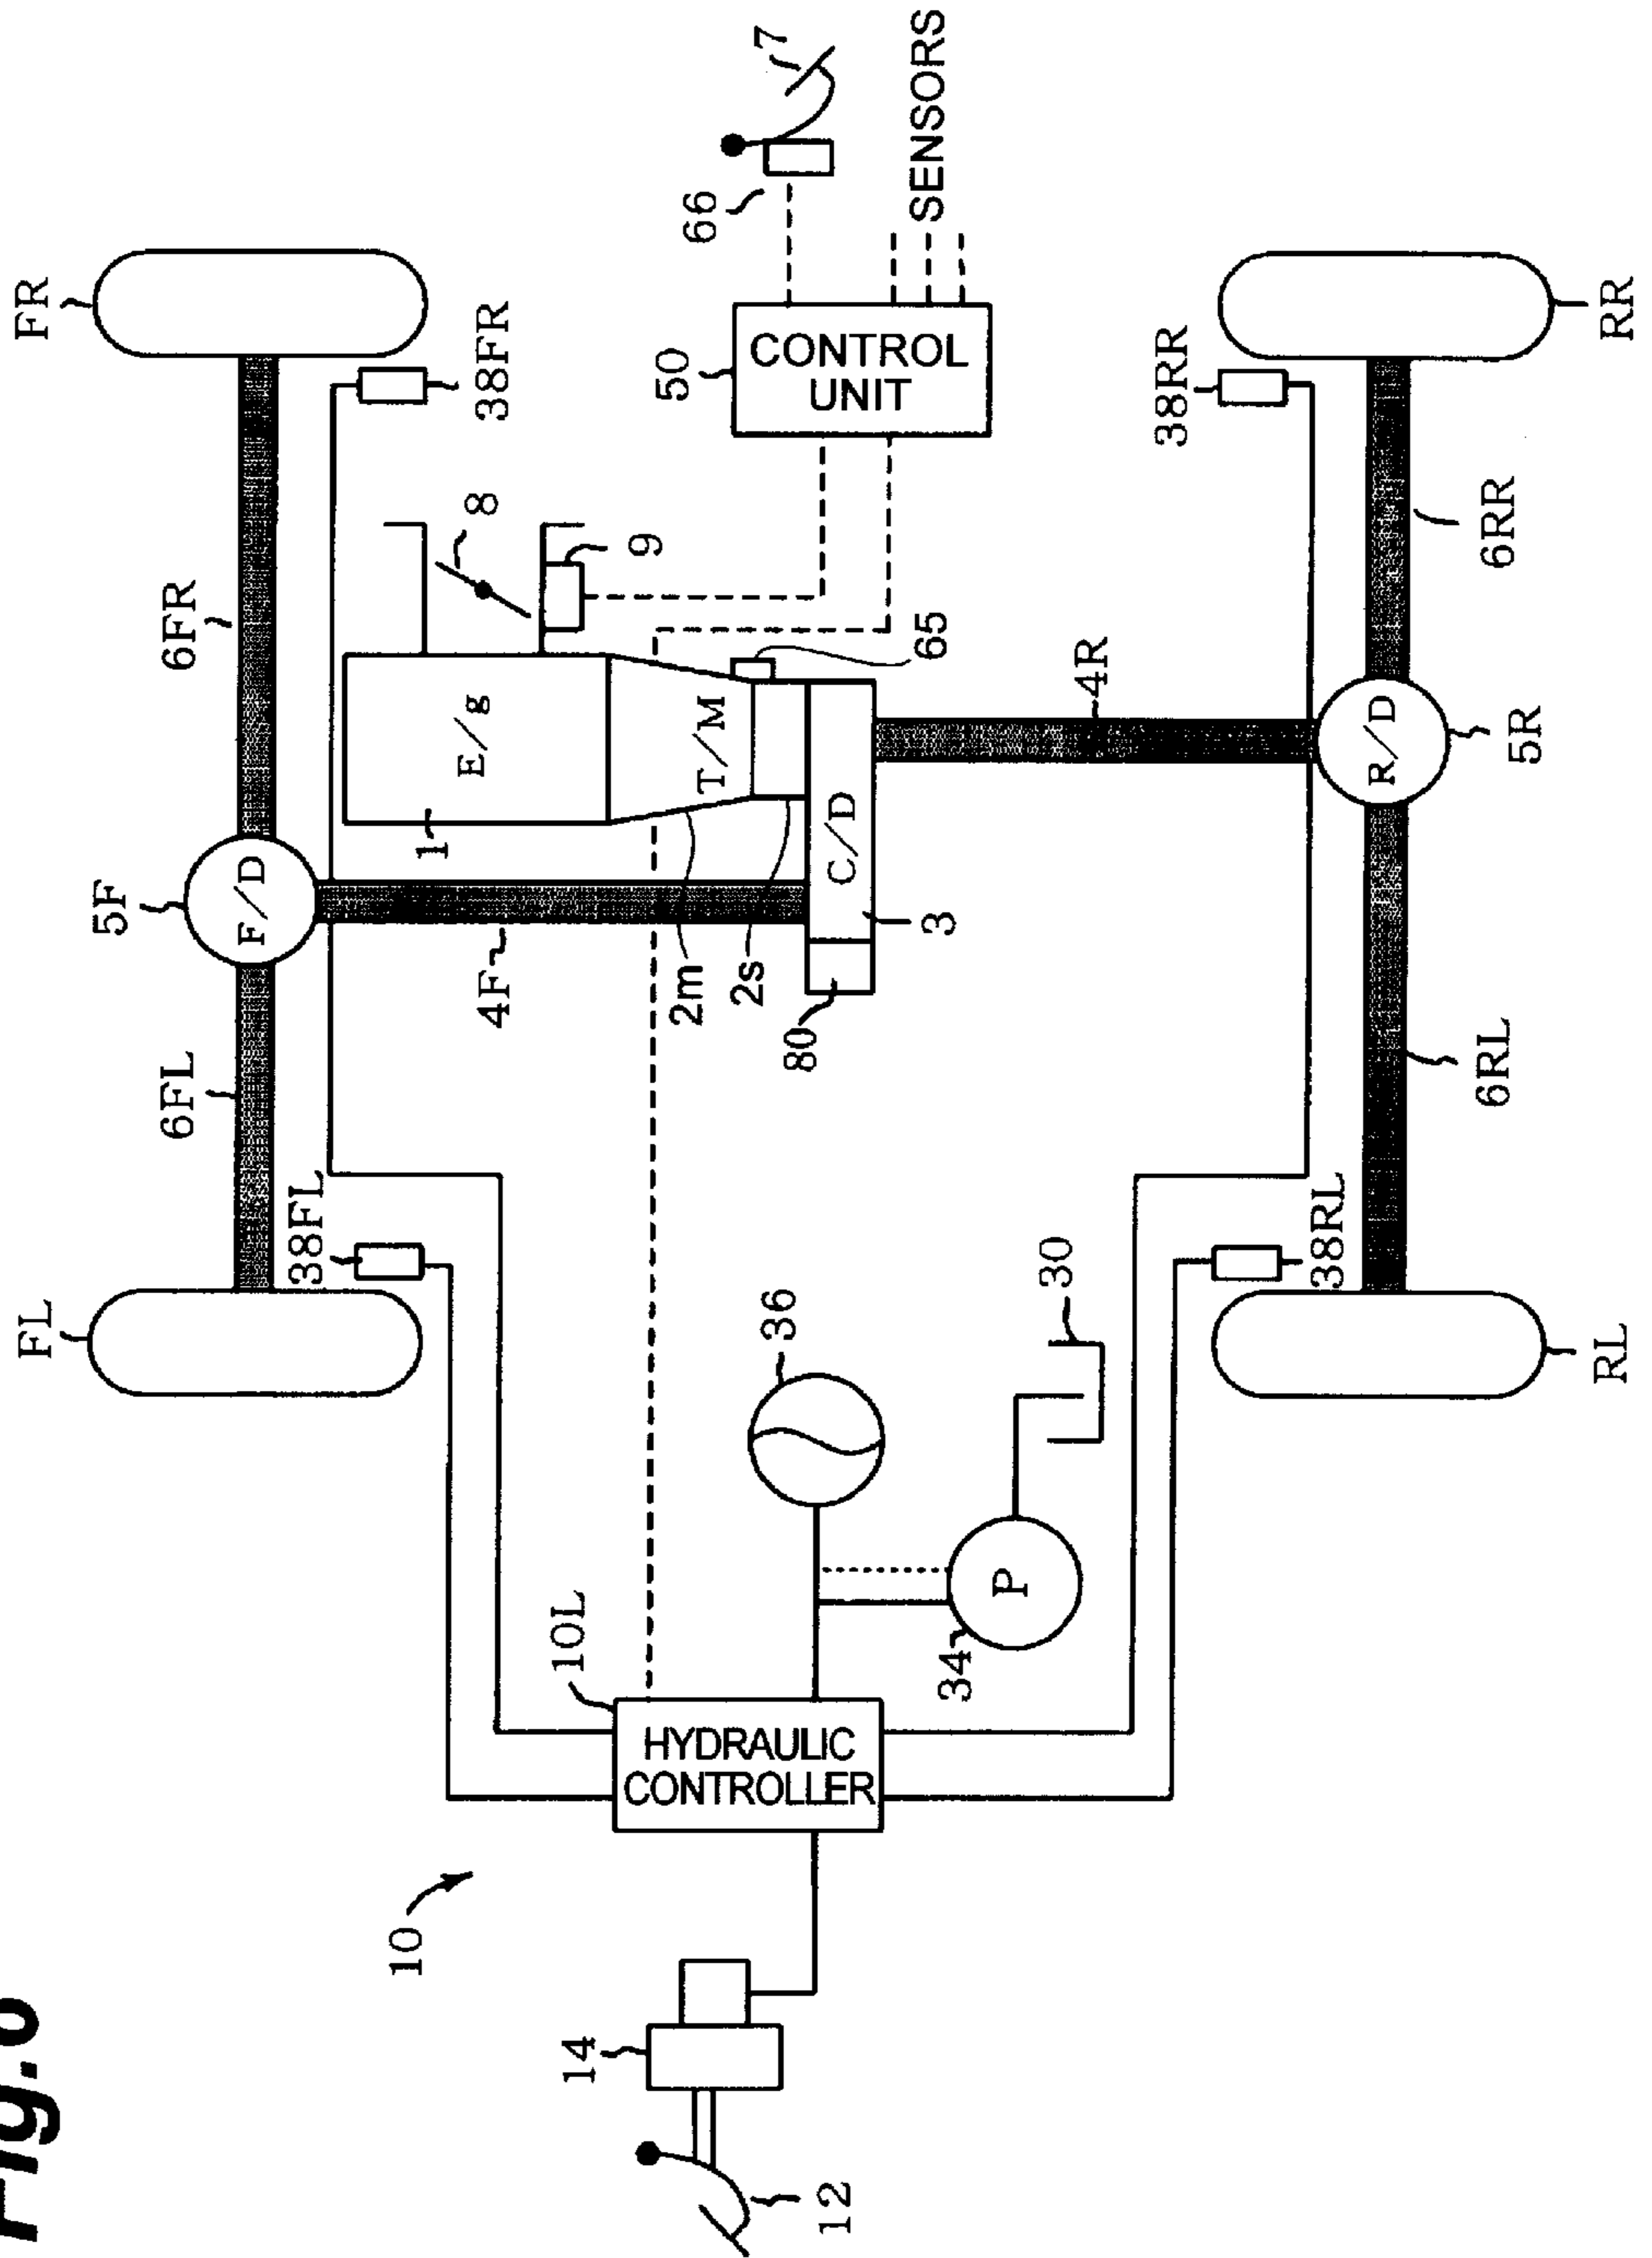 FL
FR
RL
RR
5F
6FL
6FR
F/D
38FL
38FR
10
1
E/g
8
4F
10L
14
9
2m
50
66
T/M
2s
36
7
HYDRAULIC
CONTROLLER
CONTROL
UNIT
80
12
C/D
3
65
SENSORS
34
P
30
4R
38RL
38RR
R/D
6RL
6RR
5R